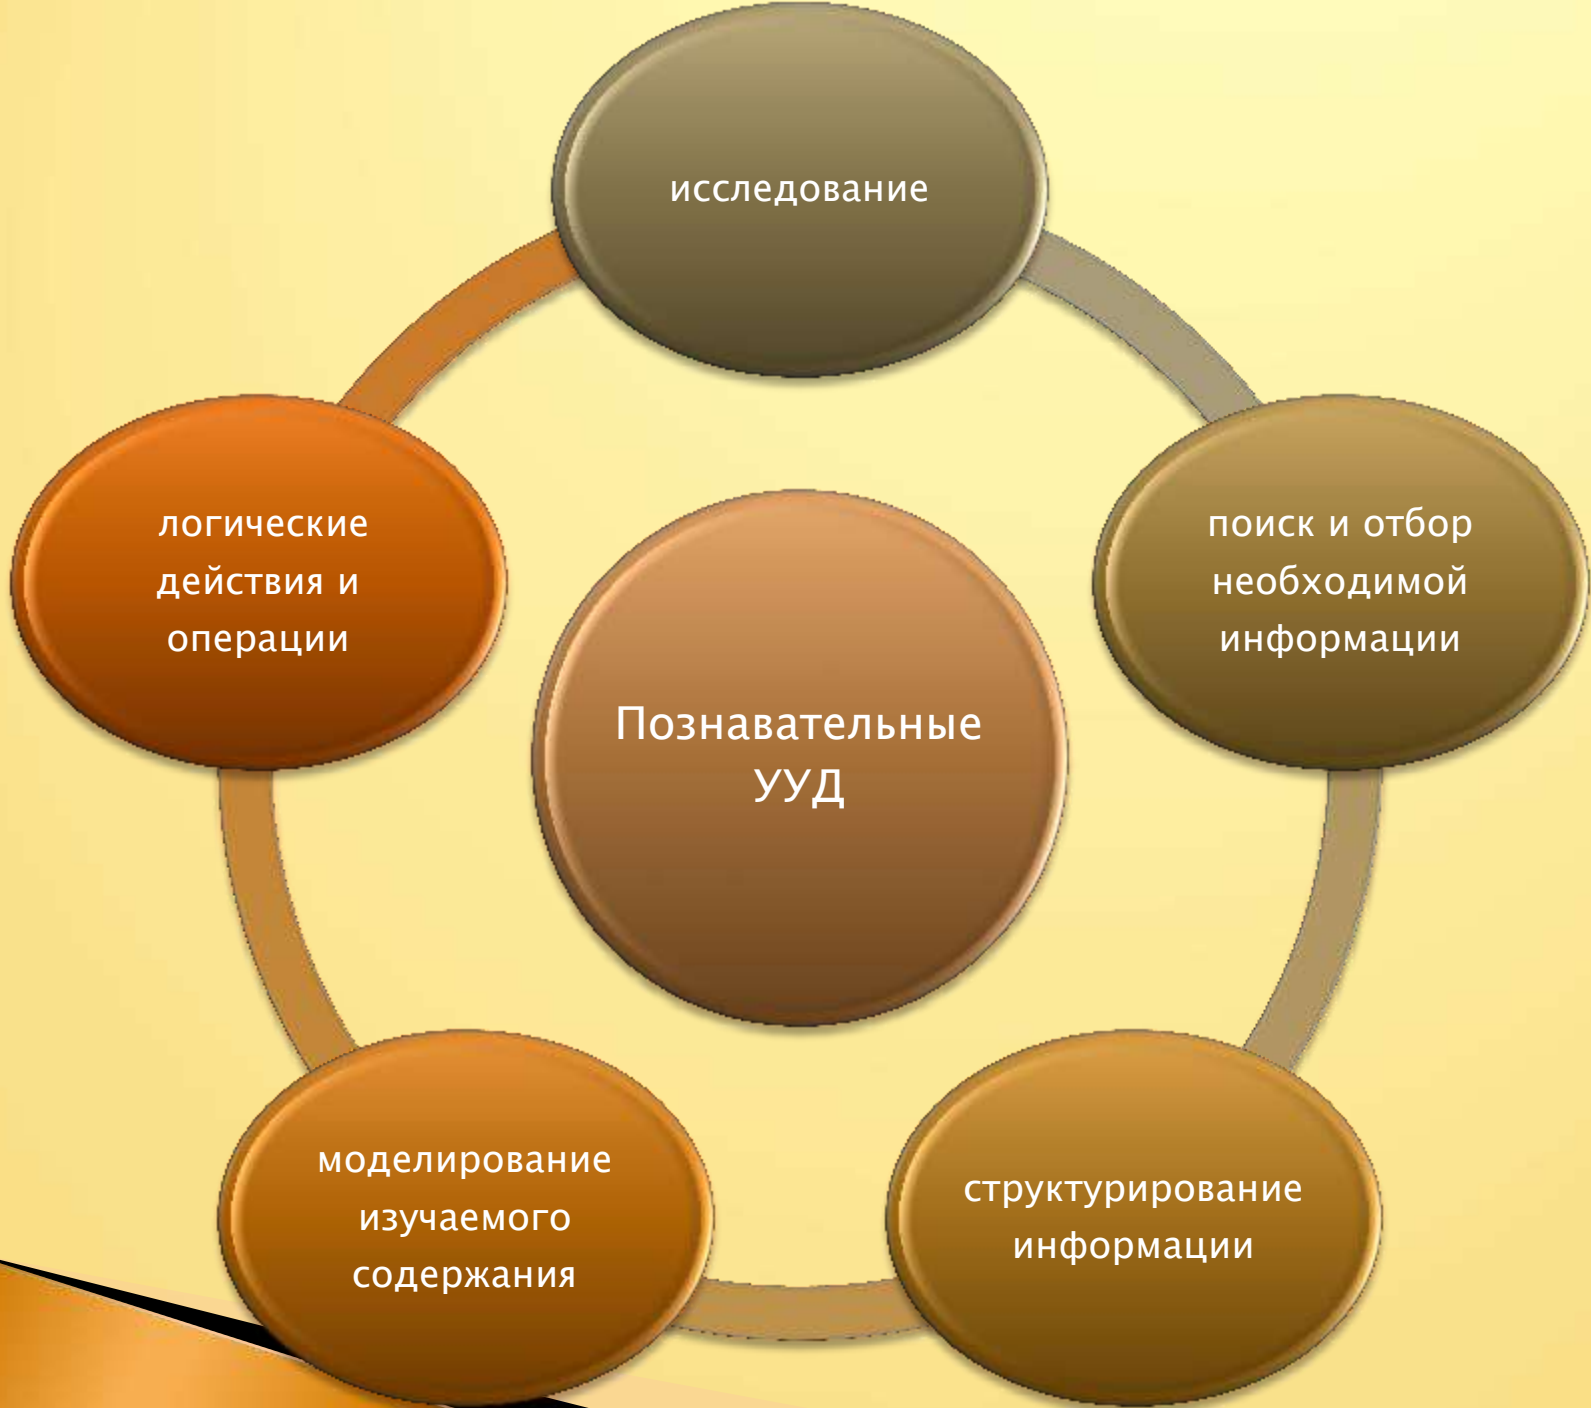 исследование
поиск и отбор
необходимой
информации
структурирование
информации
моделирование
изучаемого
содержания
логические
действия и
операции
Познавательные
УУД